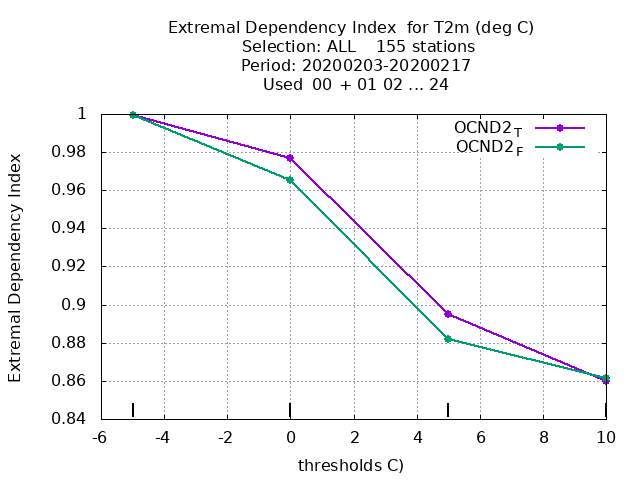 Extremal Dependency Index for T2m (deg C)
Selection: ALL 155 stations
Period: 20200203-20200217
Used 00 + 01 02 ... 24
OCND2T
OCND2F
Extremal Dependency Index
1
0.98
0.96
0.94
0.92
0.9
0.88
0.86
0.84
-6 -4 -2 0 2 4 6 8 10
thresholds C)